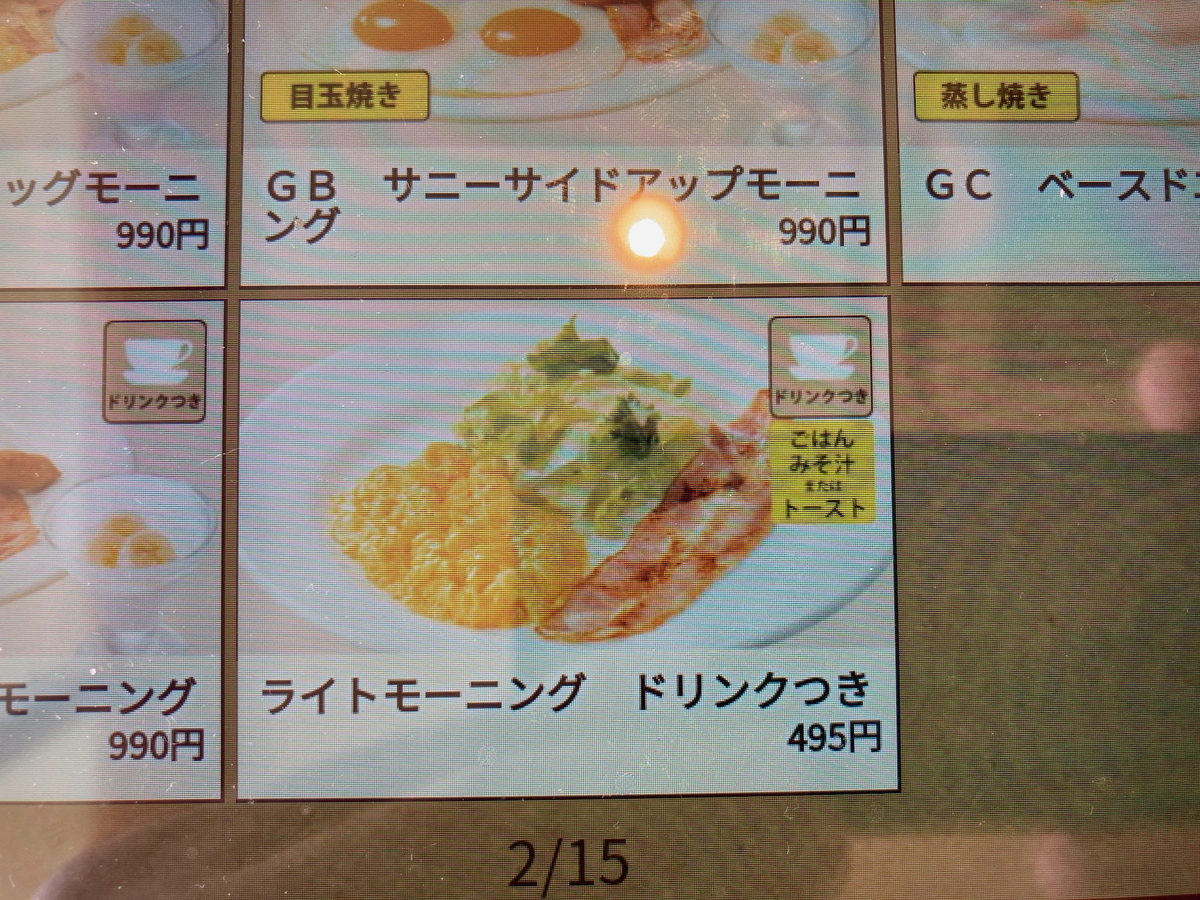 目玉焼き
蒸し焼き
ッグモーニ
990円
ＧＢ　サニーサイドアップモーニ
ング
990円
ＧＣ　ベースド
ドリンクつき
ドリンクつき
ごはん
みそ汁
または
トースト
モーニング
990円
ライトモーニング　ドリンクつき
495円
2/15